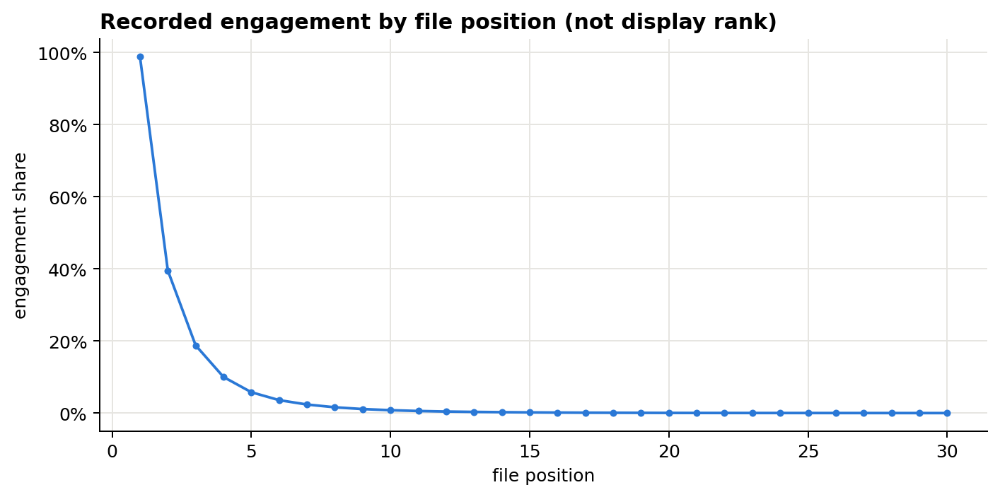 Recorded engagement by file position (not display rank)
100%
80%
60%
40%
20%
0%
engagement share
0 5 10 15 20 25 30
file position